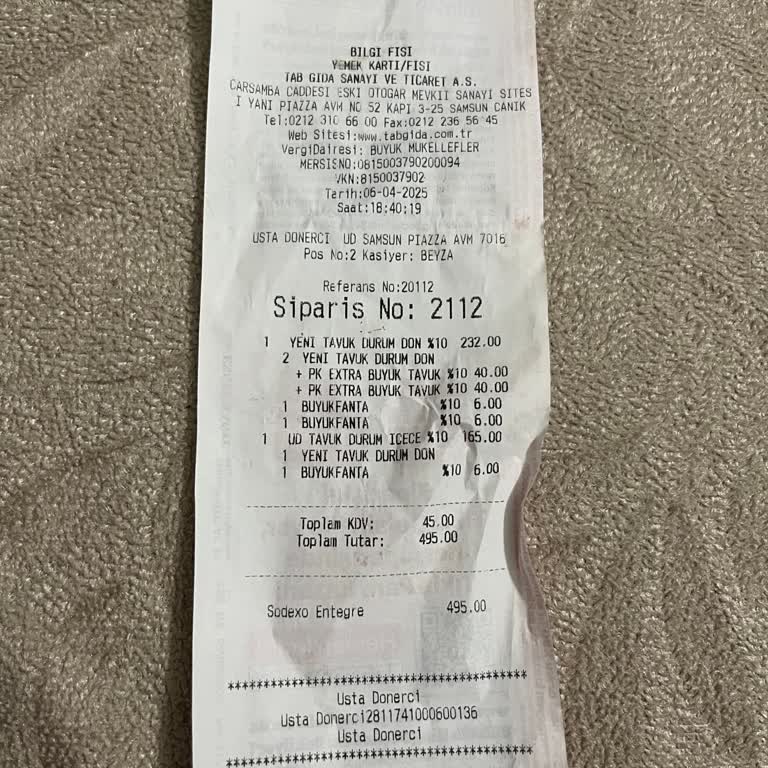 BILGI FISI
YEMEK KARTI/FISI
TAB GIDA SANAYI VE TICARET A.S.
CARSAMBA CADDESI ESKI OTOGAR MEVKII SANAYI SITES
I YANI PIAZZA AVM NO 52 KAPI 3-25 SAMSUN CANIK
Tel:0212 310 66 00 Fax:0212 236 56 45
Web Sitesi:www.tabgida.com.tr
VergiDairesi: BUYUK MUKELLEFLER
MERSISNO:0815003790200094
VKN:8150037902
Tarih:06-04-2025
Saat:18:40:19
USTA DONERCI UD SAMSUN PIAZZA AVM 7016
Pos No:2 Kasiyer: BEYZA
Referans No:20112
Siparis No: 2112
1 YENI TAVUK DURUM DON %10 232.00
2 YENI TAVUK DURUM DON
+ PK EXTRA BUYUK TAVUK %10 40.00
+ PK EXTRA BUYUK TAVUK %10 40.00
1 BUYUKFANTA %10 6.00
1 BUYUKFANTA %10 6.00
1 UD TAVUK DURUM ICECE %10 165.00
1 YENI TAVUK DURUM DON
1 BUYUKFANTA %10 6.00
Toplam KDV: 45.00
Toplam Tutar: 495.00
Sodexo Entegre 495.00
*****************************************
Usta Donerci
Usta Donerci2811741000600136
Usta Donerci
*****************************************